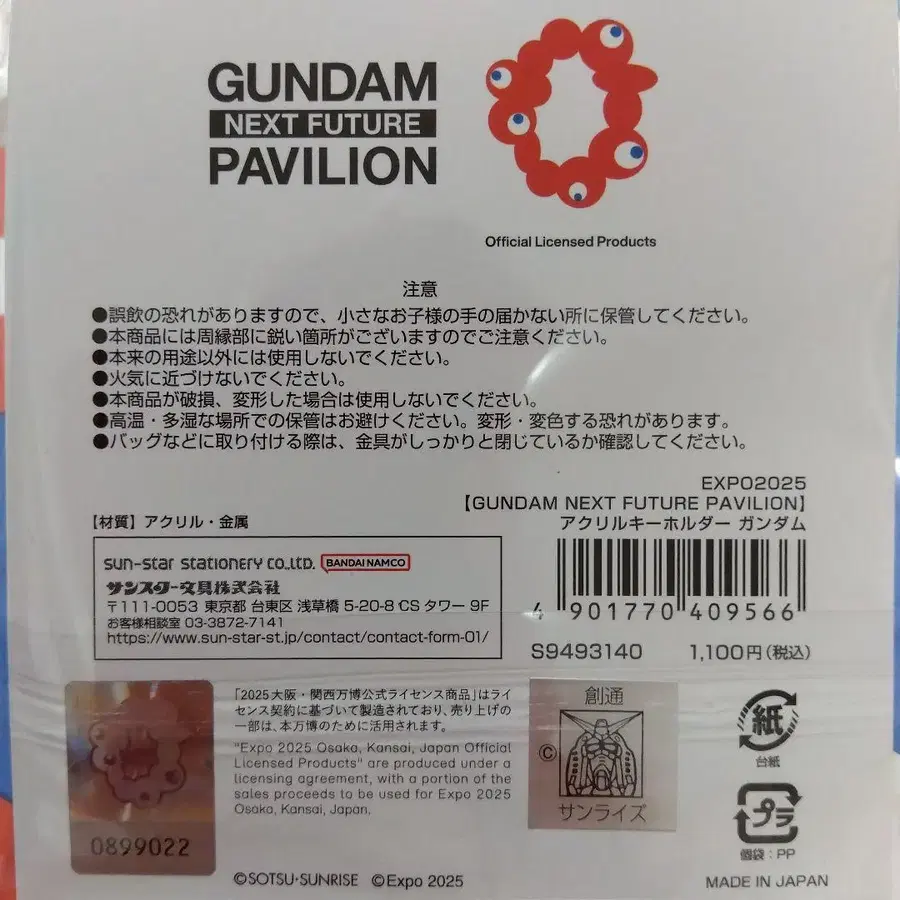 GUNDAM
NEXT FUTURE
PAVILION
Official Licensed Products
注意
●誤飲の恐れがありますので、小さなお子様の手の届かない所に保管してください。
●本商品には周縁部に鋭い箇所がございますのでご注意ください。
●本来の用途以外には使用しないでください。
●火気に近づけないでください。
●本商品が破損、変形した場合は使用しないでください。
●高温・多湿な場所での保管はお避けください。変形・変色する恐れがあります。
●バッグなどに取り付ける際は、金具がしっかりと閉じているか確認してください。
EXPO2025
【GUNDAM NEXT FUTURE PAVILION】
アクリルキーホルダー ガンダム
【材質】アクリル・金属
sun-star stationery co.,ltd. BANDAI NAMCO
サンスター文具株式会社
〒111-0053 東京都 台東区 浅草橋 5-20-8 CS タワー 9F
お客様相談室 03-3872-7141
https://www.sun-star-st.jp/contact/contact-form-01/
4 901770 409566
S9493140 1,100円(税込)
「2025大阪・関西万博公式ライセンス商品」はライ
センス契約に基づいて製造されており、売り上げの
一部は、本万博のために活用されます。
"Expo 2025 Osaka, Kansai, Japan Official
Licensed Products" are produced under a
licensing agreement, with a portion of the
sales proceeds to be used for Expo 2025
Osaka, Kansai, Japan.
0899022
創通
©
サンライズ
紙
台紙
プラ
個袋：PP
©SOTSU・SUNRISE ©Expo 2025
MADE IN JAPAN